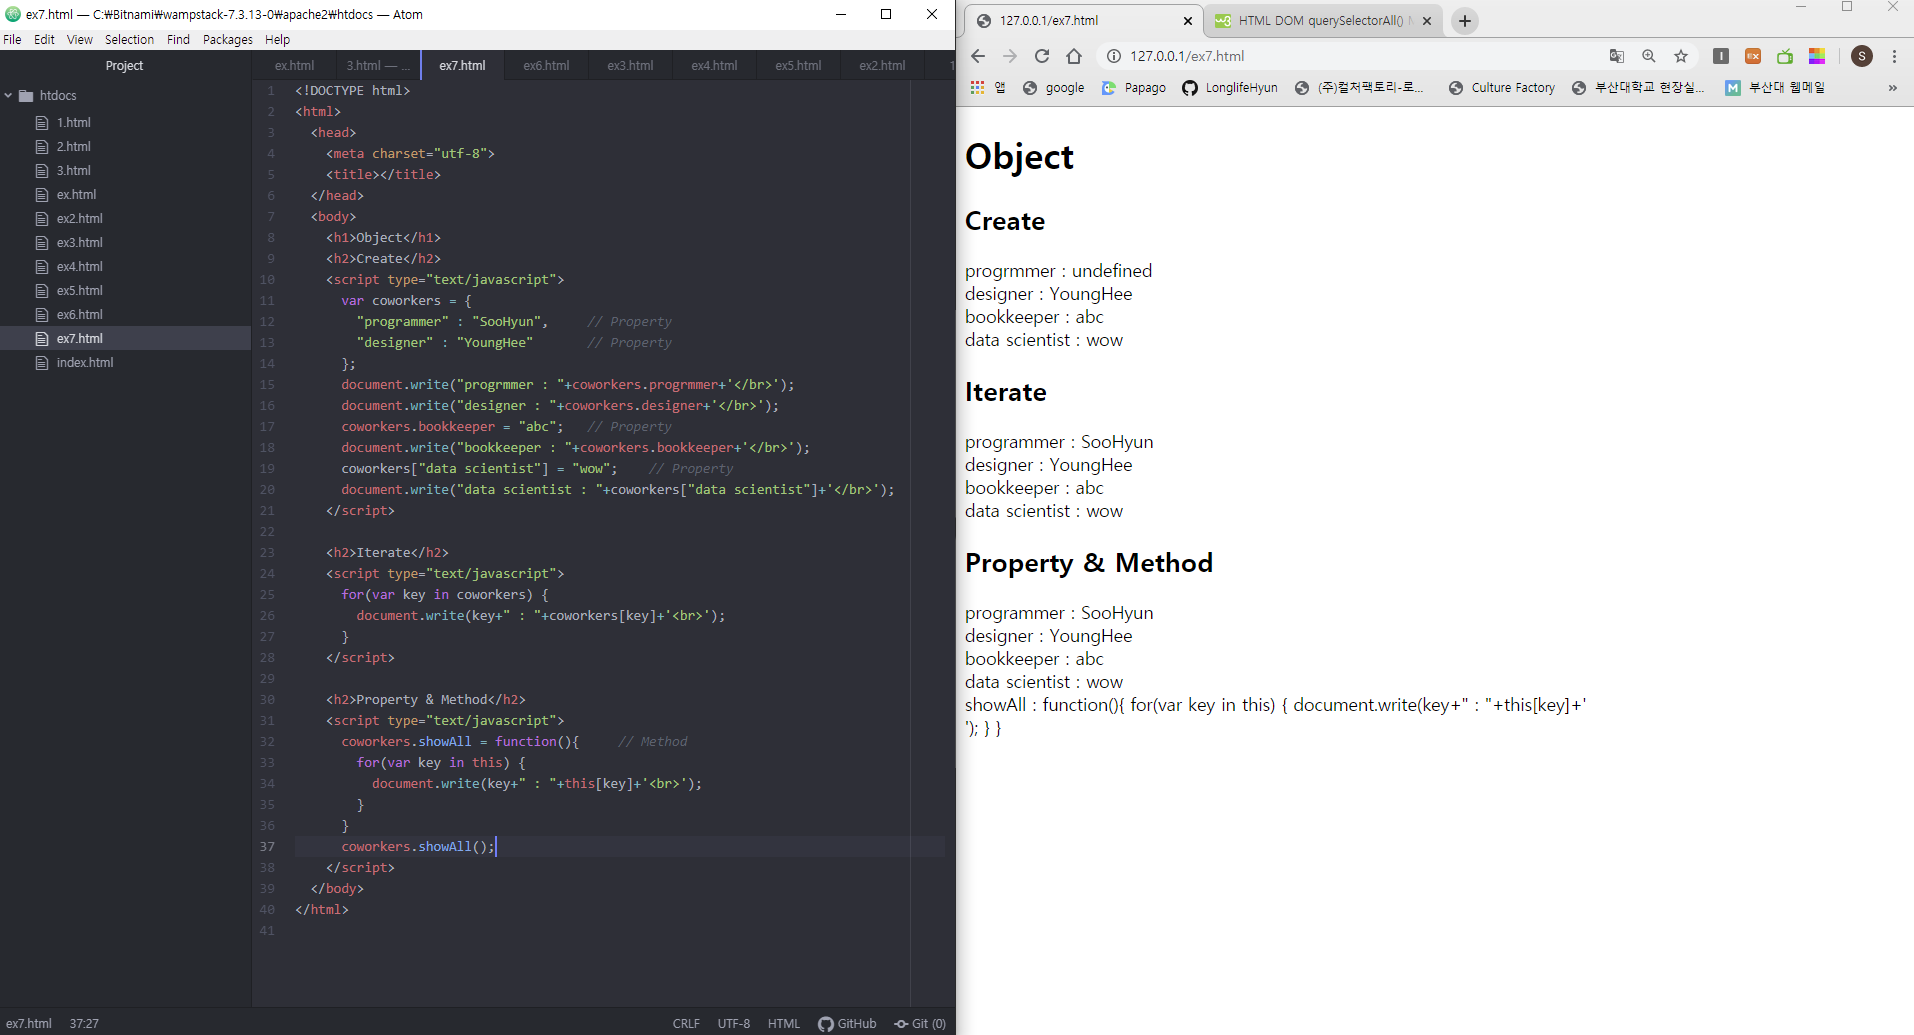 ex7.html — C:₩Bitnami₩wampstack-7.3.13-0₩apache2₩htdocs — Atom
File Edit View Selection Find Packages Help
Project
htdocs
1.html
2.html
3.html
ex.html
ex2.html
ex3.html
ex4.html
ex5.html
ex6.html
ex7.html
index.html
ex.html 3.html — ... ex7.html ex6.html ex3.html ex4.html ex5.html ex2.html 1
1 <!DOCTYPE html>
2 <html>
3 <head>
4 <meta charset="utf-8">
5 <title></title>
6 </head>
7 <body>
8 <h1>Object</h1>
9 <h2>Create</h2>
10 <script type="text/javascript">
11 var coworkers = {
12 "programmer" : "SooHyun", // Property
13 "designer" : "YoungHee" // Property
14 };
15 document.write("progrmmer : "+coworkers.progrmmer+'</br>');
16 document.write("designer : "+coworkers.designer+'</br>');
17 coworkers.bookkeeper = "abc"; // Property
18 document.write("bookkeeper : "+coworkers.bookkeeper+'</br>');
19 coworkers["data scientist"] = "wow"; // Property
20 document.write("data scientist : "+coworkers["data scientist"]+'</br>');
21 </script>
22
23 <h2>Iterate</h2>
24 <script type="text/javascript">
25 for(var key in coworkers) {
26 document.write(key+" : "+coworkers[key]+'<br>');
27 }
28 </script>
29
30 <h2>Property & Method</h2>
31 <script type="text/javascript">
32 coworkers.showAll = function(){ // Method
33 for(var key in this) {
34 document.write(key+" : "+this[key]+'<br>');
35 }
36 }
37 coworkers.showAll();
38 </script>
39 </body>
40 </html>
41
ex7.html 37:27 CRLF UTF-8 HTML GitHub Git (0)
127.0.0.1/ex7.html HTML DOM querySelectorAll() M
127.0.0.1/ex7.html EX S
앱 google Papago LonglifeHyun (주)컬처팩토리-로... Culture Factory 부산대학교 현장실... M 부산대 웹메일 »
Object
Create
progrmmer : undefined
designer : YoungHee
bookkeeper : abc
data scientist : wow
Iterate
programmer : SooHyun
designer : YoungHee
bookkeeper : abc
data scientist : wow
Property & Method
programmer : SooHyun
designer : YoungHee
bookkeeper : abc
data scientist : wow
showAll : function(){ for(var key in this) { document.write(key+" : "+this[key]+'
'); } }